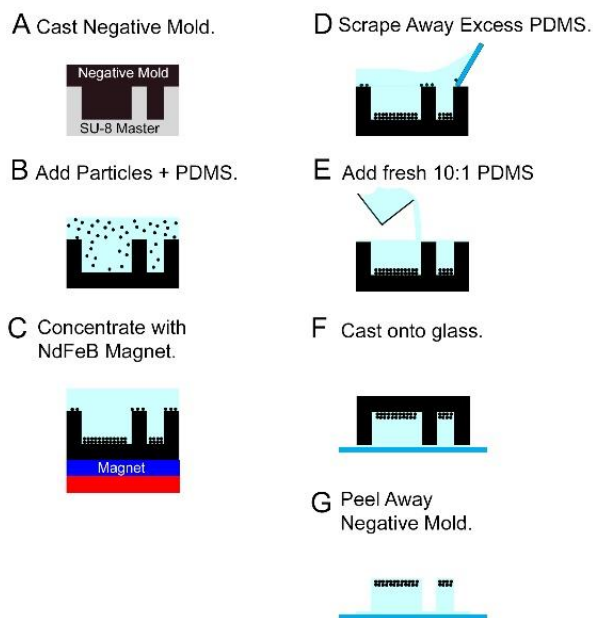 A Cast Negative Mold.
Negative Mold
SU-8 Master
B Add Particles + PDMS.
C Concentrate with
NdFeB Magnet.
Magnet
D Scrape Away Excess PDMS.
E Add fresh 10:1 PDMS
F Cast onto glass.
G Peel Away
Negative Mold.